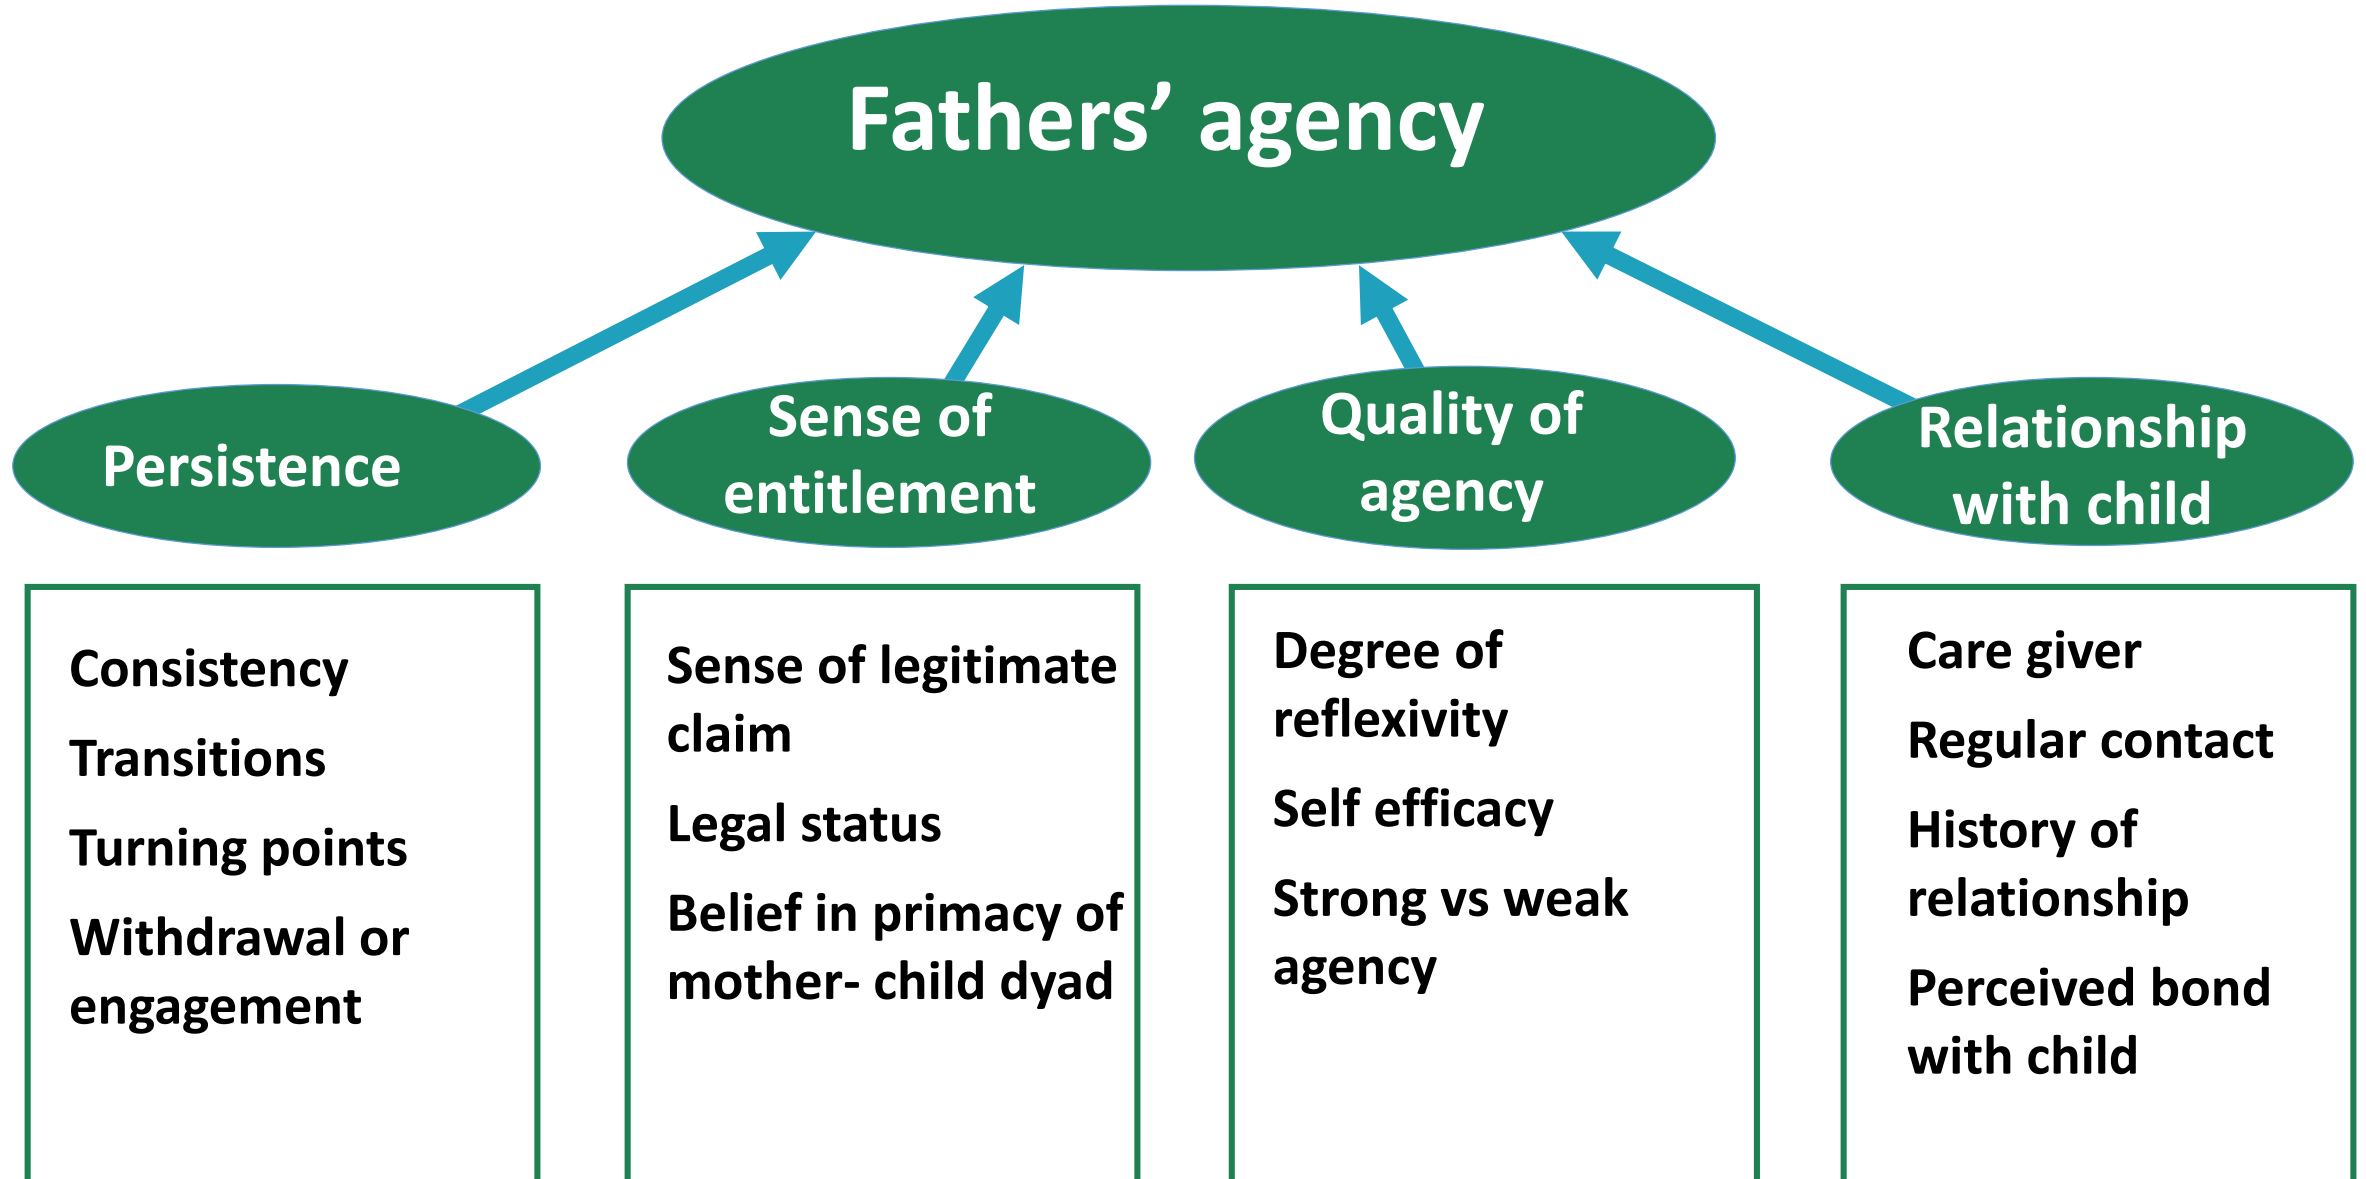 Fathers’ agency
Persistence
Sense of
entitlement
Quality of
agency
Relationship
with child
Consistency
Transitions
Turning points
Withdrawal or
engagement
Sense of legitimate
claim
Legal status
Belief in primacy of
mother- child dyad
Degree of
reflexivity
Self efficacy
Strong vs weak
agency
Care giver
Regular contact
History of
relationship
Perceived bond
with child